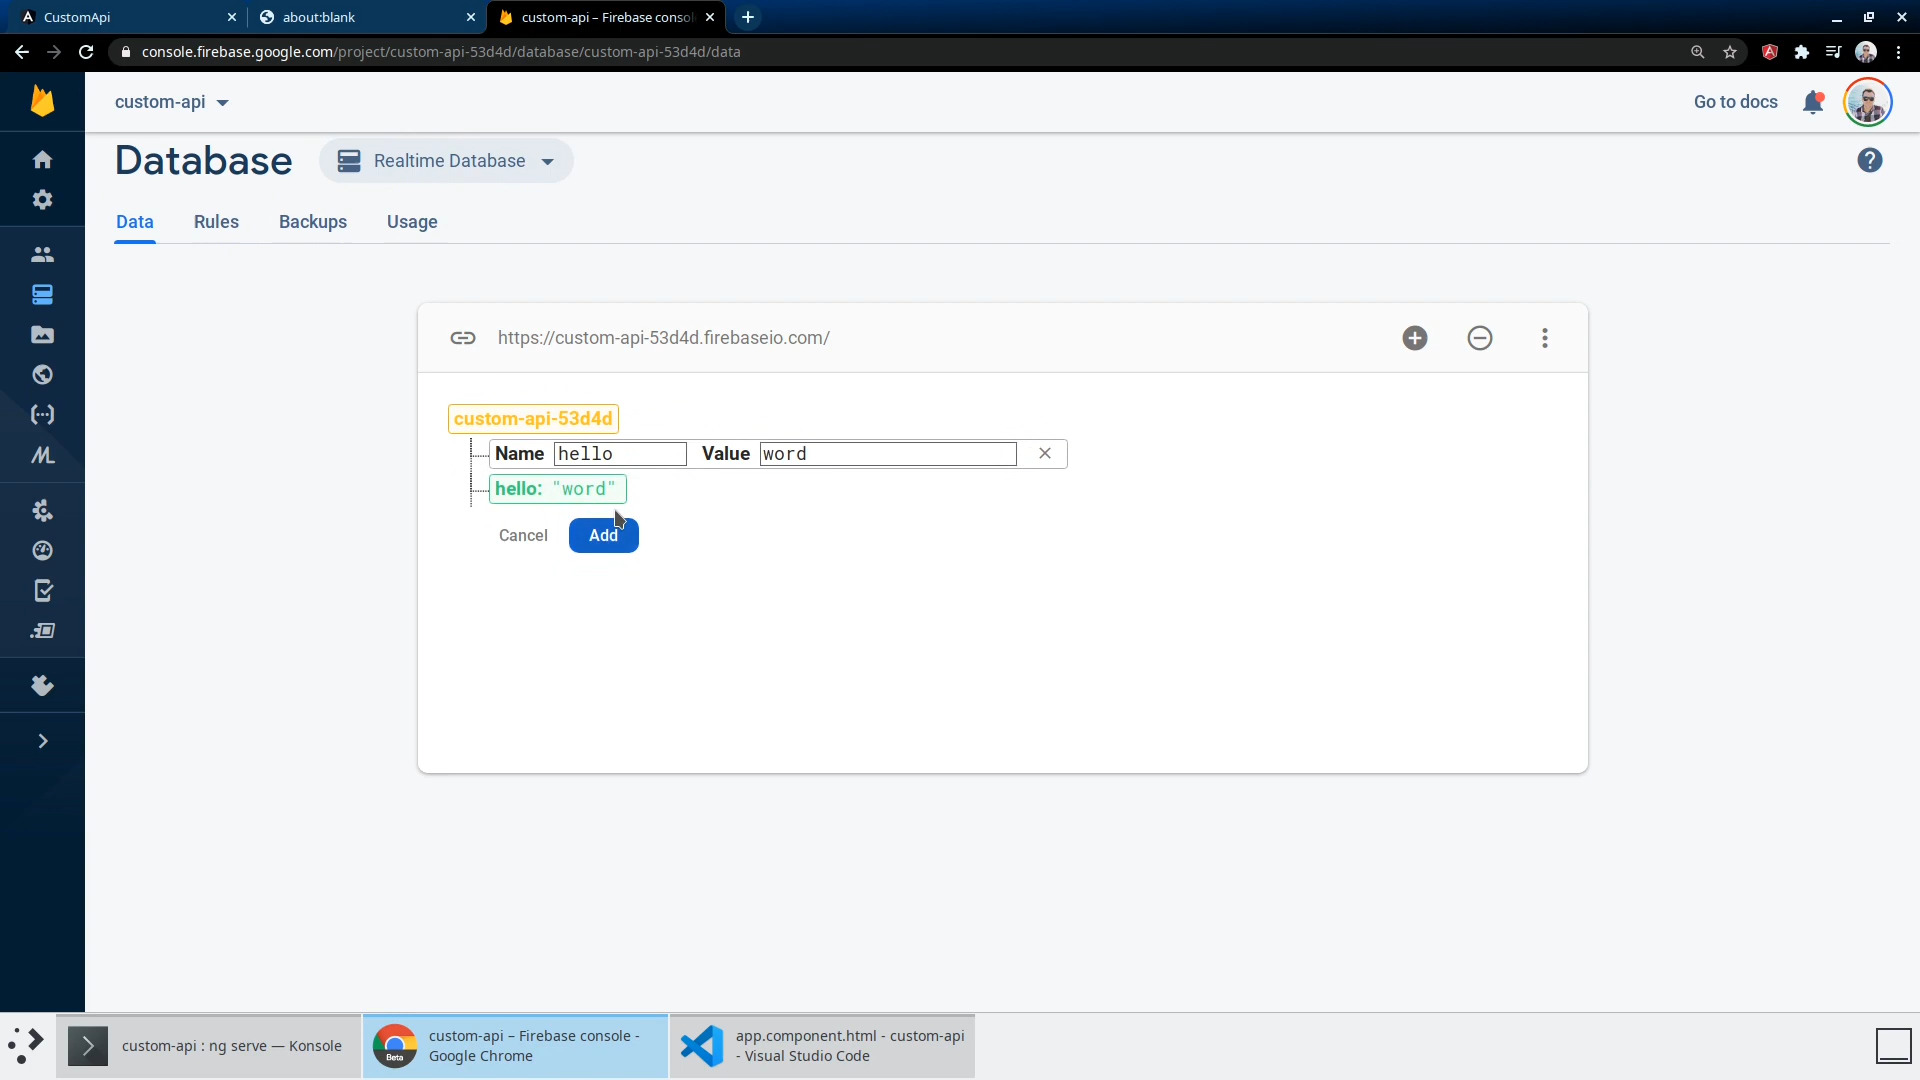 CustomApi
about:blank
custom-api – Firebase conso
console.firebase.google.com/project/custom-api-53d4d/database/custom-api-53d4d/data
custom-api
Go to docs
Database
Realtime Database
Data
Rules
Backups
Usage
https://custom-api-53d4d.firebaseio.com/
custom-api-53d4d
Name hello Value word
hello: "word"
Cancel
Add
custom-api : ng serve — Konsole
Beta
custom-api – Firebase console -
Google Chrome
app.component.html - custom-api
- Visual Studio Code